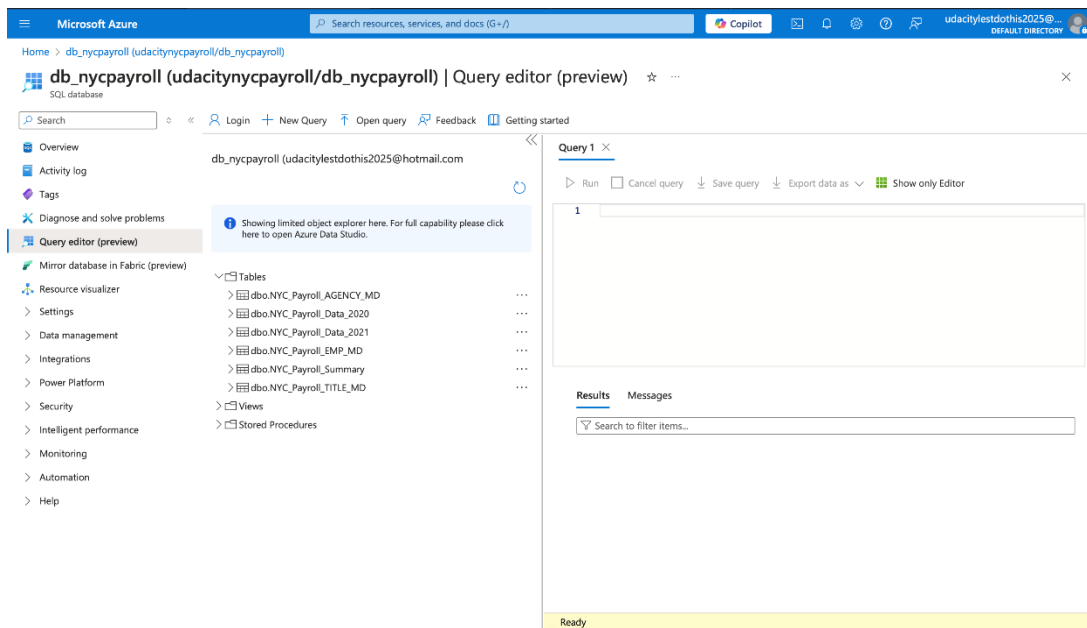 Microsoft Azure
Search resources, services, and docs (G+/)
Copilot
udacitylestdothis2025@...
DEFAULT DIRECTORY
Home > db_nycpayroll (udacitynycpayroll/db_nycpayroll)
db_nycpayroll (udacitynycpayroll/db_nycpayroll) | Query editor (preview)
SQL database
Search
Login
New Query
Open query
Feedback
Getting started
Overview
Activity log
Tags
Diagnose and solve problems
Query editor (preview)
Mirror database in Fabric (preview)
Resource visualizer
Settings
Data management
Integrations
Power Platform
Security
Intelligent performance
Monitoring
Automation
Help
db_nycpayroll (udacitylestdothis2025@hotmail.com
Showing limited object explorer here. For full capability please click
here to open Azure Data Studio.
Tables
dbo.NYC_Payroll_AGENCY_MD
dbo.NYC_Payroll_Data_2020
dbo.NYC_Payroll_Data_2021
dbo.NYC_Payroll_EMP_MD
dbo.NYC_Payroll_Summary
dbo.NYC_Payroll_TITLE_MD
Views
Stored Procedures
Query 1
Run
Cancel query
Save query
Export data as
Show only Editor
1
Results
Messages
Search to filter items...
Ready